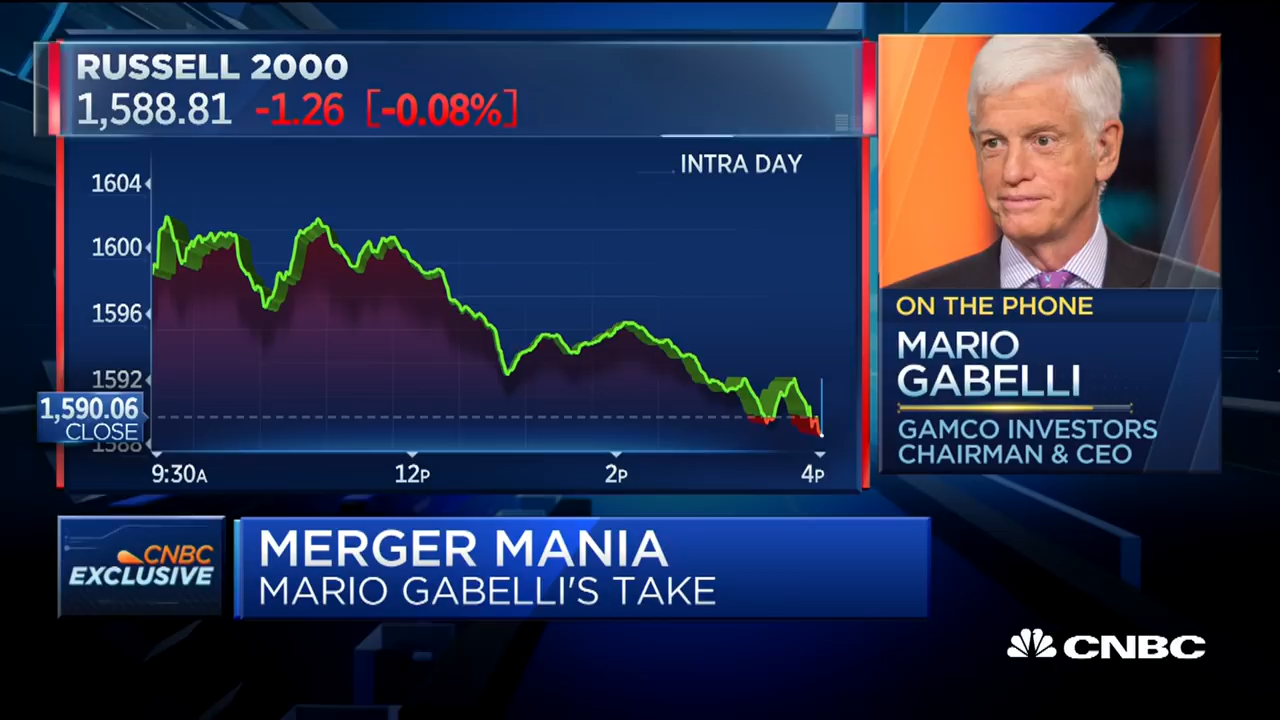 RUSSELL 2000
1,588.81 -1.26 [-0.08%]
INTRA DAY
1604
1600
1596
1592
1,590.06
CLOSE
1588
9:30A 12P 2P 4P
ON THE PHONE
MARIO
GABELLI
GAMCO INVESTORS
CHAIRMAN & CEO
CNBC
EXCLUSIVE
MERGER MANIA
MARIO GABELLI'S TAKE
CNBC